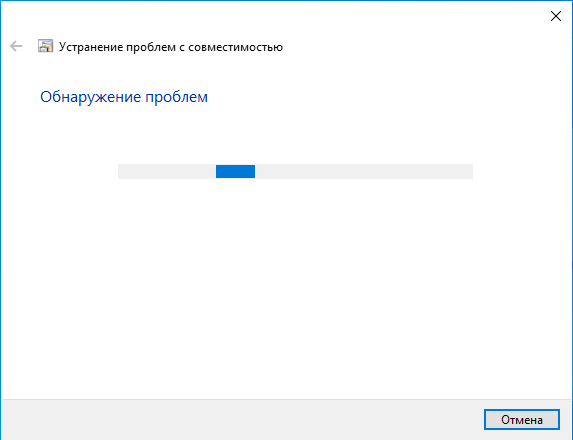 Устранение проблем с совместимостью
Обнаружение проблем
Отмена